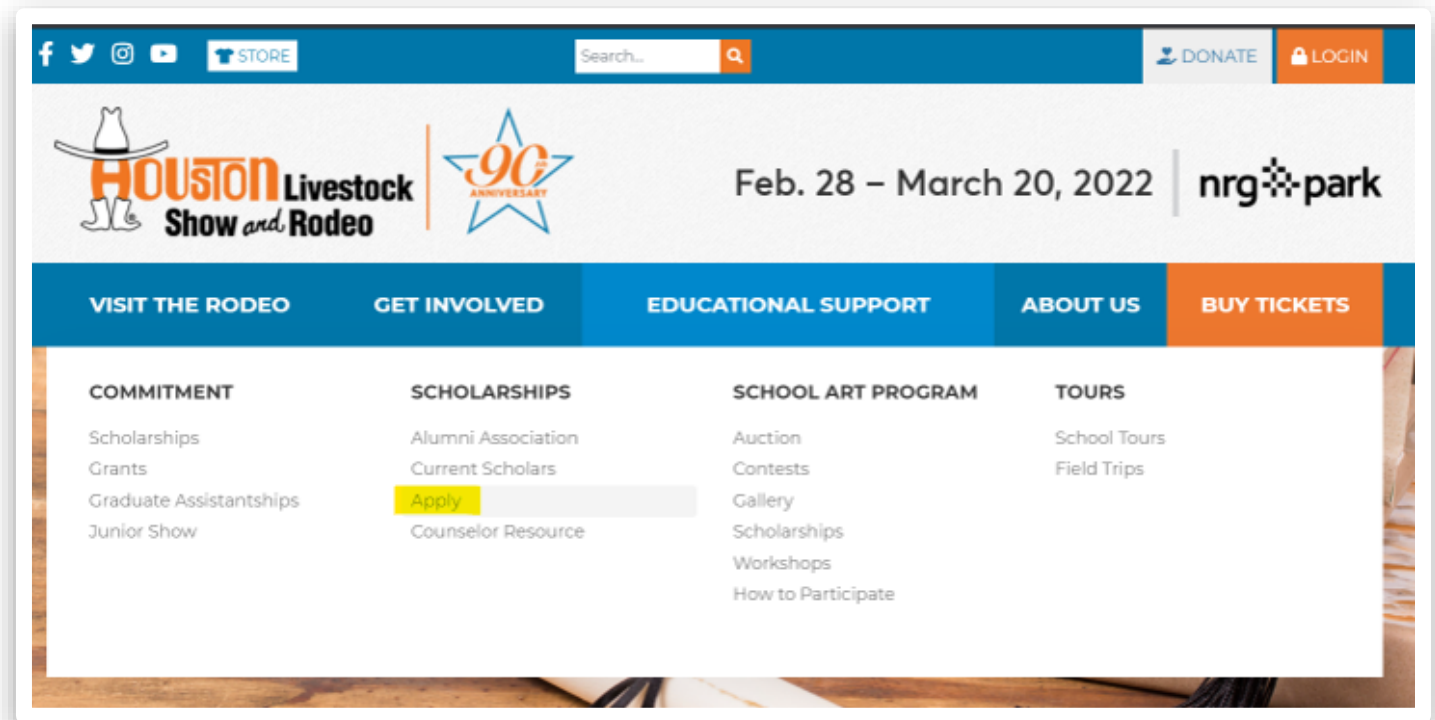 STORE
Search...
DONATE
LOGIN
HOUSTON Livestock
Show and Rodeo
90th
ANNIVERSARY
Feb. 28 – March 20, 2022
nrg park
VISIT THE RODEO
GET INVOLVED
EDUCATIONAL SUPPORT
ABOUT US
BUY TICKETS
COMMITMENT
Scholarships
Grants
Graduate Assistantships
Junior Show
SCHOLARSHIPS
Alumni Association
Current Scholars
Apply
Counselor Resource
SCHOOL ART PROGRAM
Auction
Contests
Gallery
Scholarships
Workshops
How to Participate
TOURS
School Tours
Field Trips